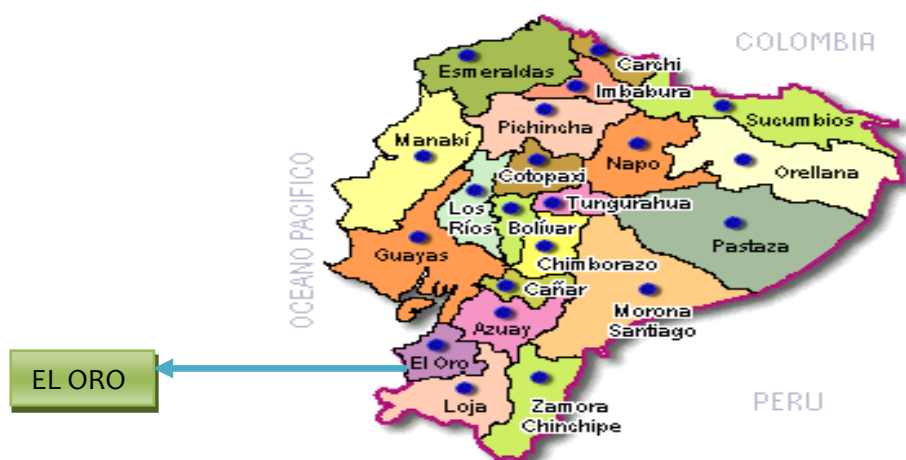 COLOMBIA
Carchi
Esmeraldas
Imbabura
Sucumbios
Pichincha
Manabí
Cotopaxi
Napo
Orellana
OCEANO PACIFICO
Los
Ríos
Bolívar
Tungurahua
Pastaza
Guayas
Chimborazo
Cañar
Morona
Santiago
Azuay
El Oro
EL ORO
Loja
Zamora
Chinchipe
PERU